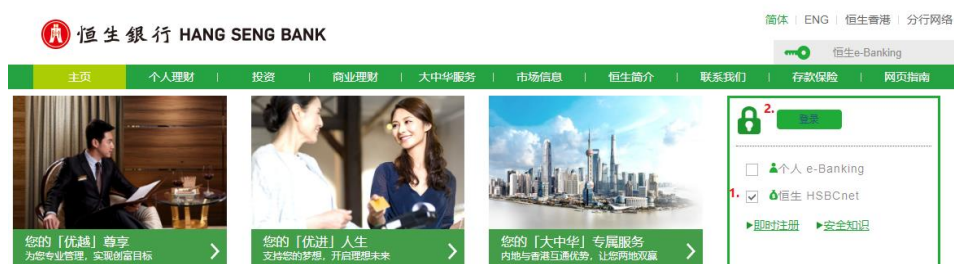 简体 | ENG | 恒生香港 | 分行网络
恒生銀行 HANG SENG BANK
恒生e-Banking
主页 个人理财 | 投资 | 商业理财 | 大中华服务 | 市场信息 | 恒生简介 | 联系我们 | 存款保险 | 网页指南
2. 登录
个人 e-Banking
1. 恒生 HSBCnet
▶即时注册 ▶安全知识
您的「优越」尊享
为您专业管理，实现创富目标
您的「优进」人生
支持您的梦想，开启理想未来
您的「大中华」专属服务
内地与香港互通优势，让您两地双赢